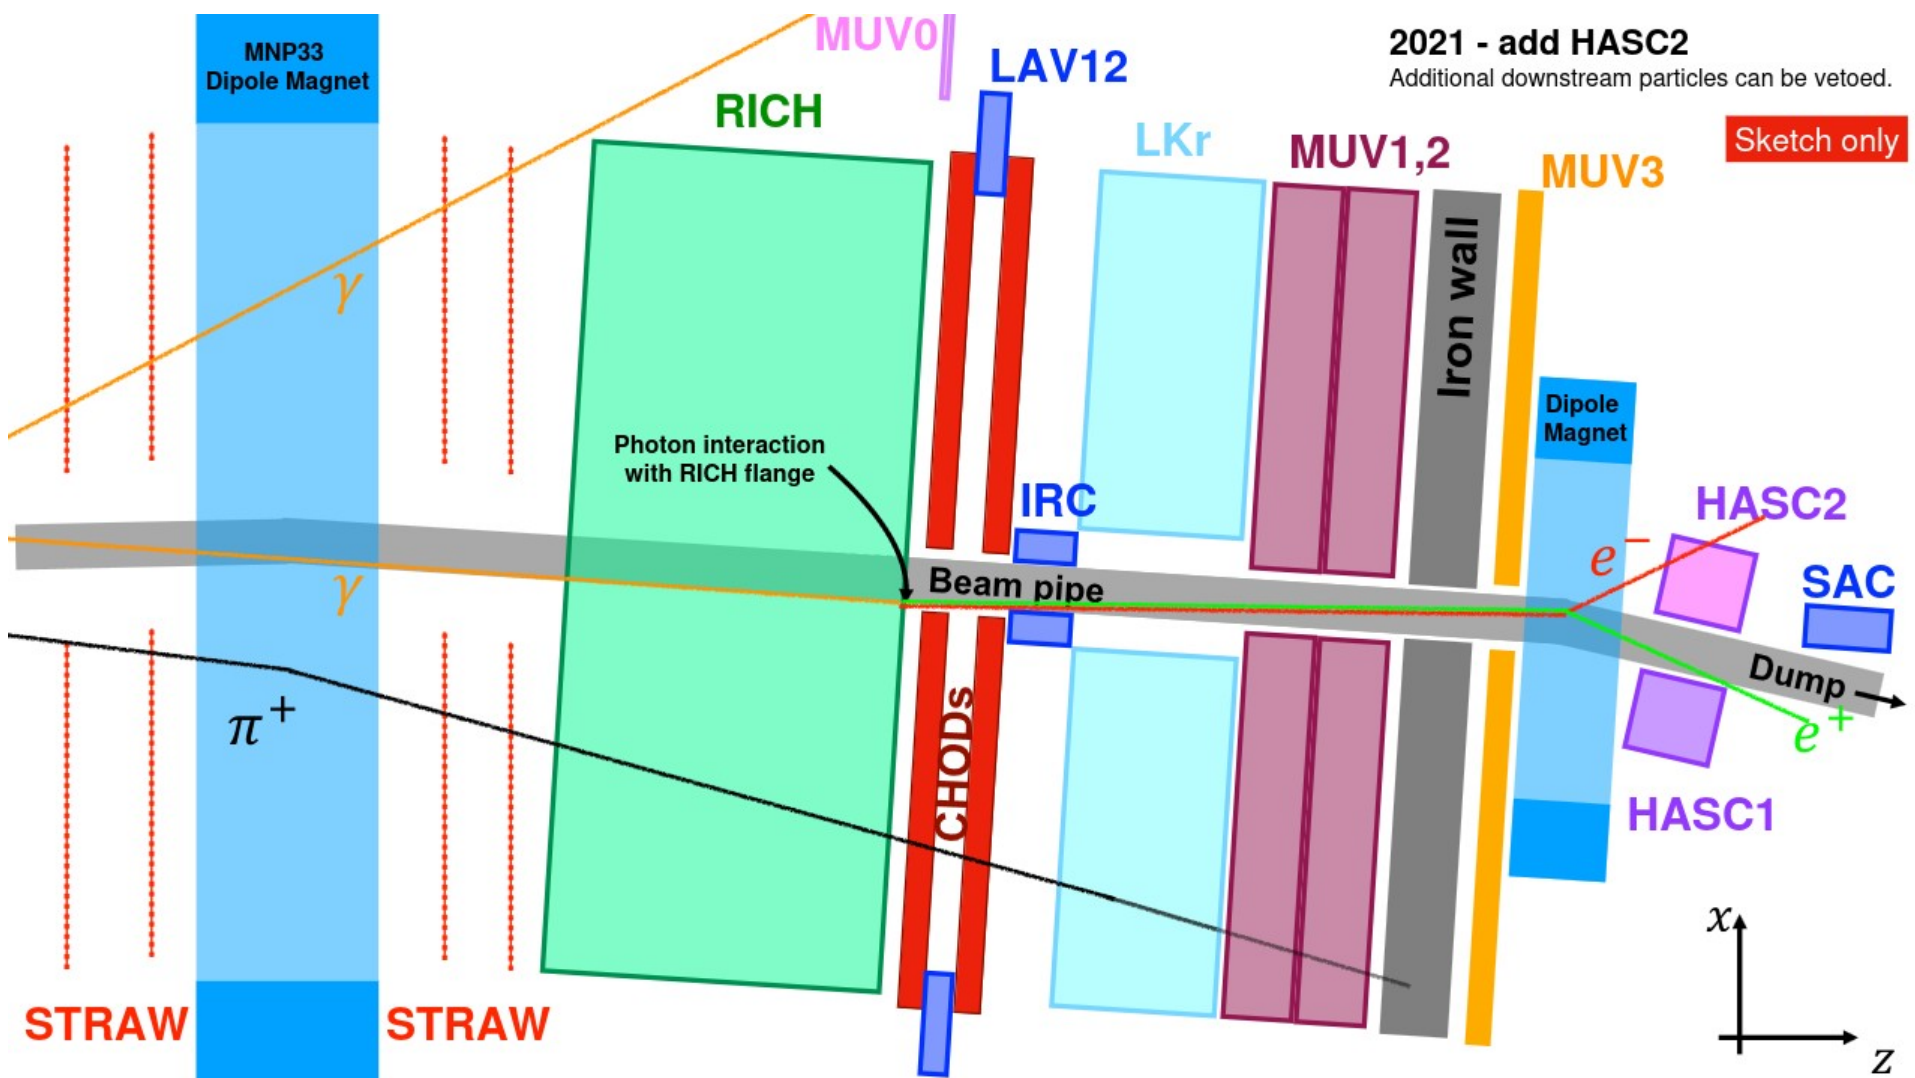 MNP33
Dipole Magnet
MUV0
LAV12
2021 - add HASC2
Additional downstream particles can be vetoed.
Sketch only
RICH
LKr
MUV1,2
MUV3
Iron wall
γ
Photon interaction
with RICH flange
Dipole
Magnet
IRC
HASC2
e⁻
Beam pipe
SAC
γ
Dump
π⁺
e⁺
CHODs
HASC1
STRAW
STRAW
x
z